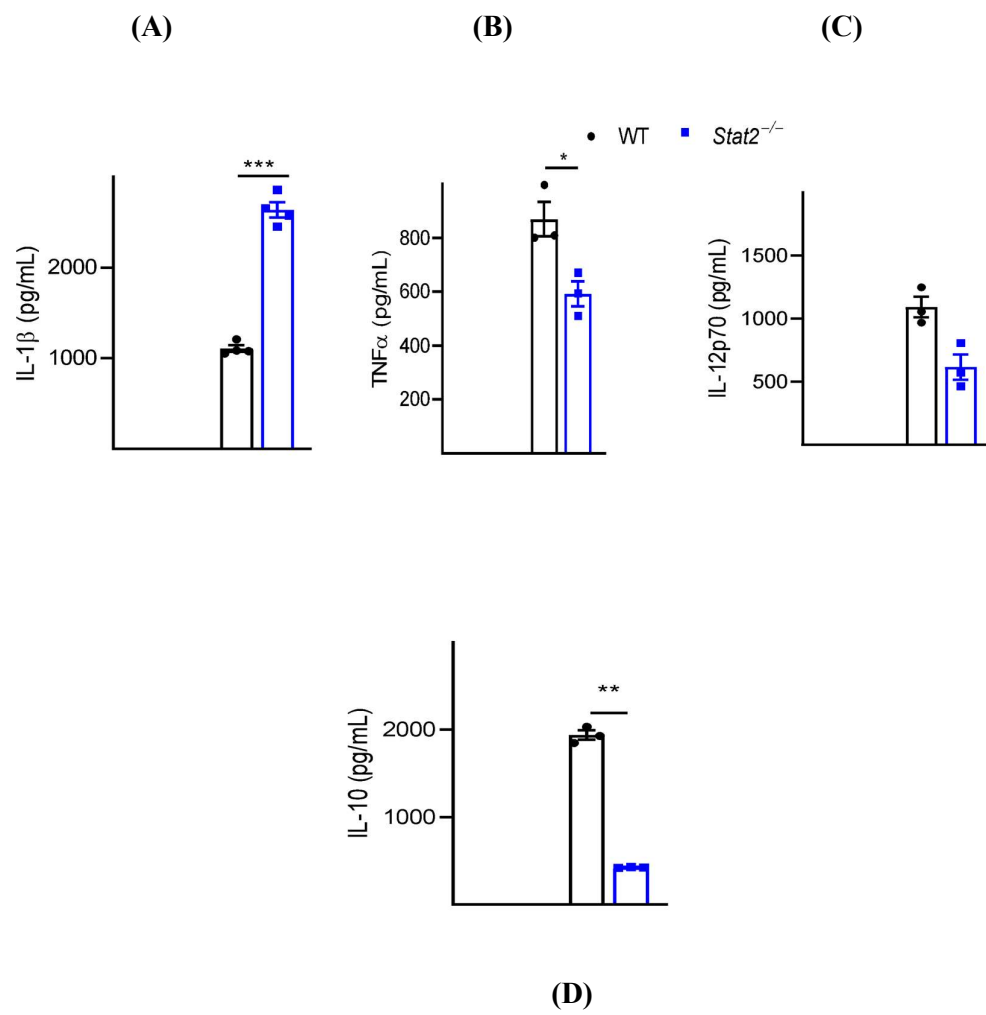 (A)
(B)
(C)
WT
Stat2−/−
***
IL-1β (pg/mL)
2000
1000
*
TNFα (pg/mL)
800
600
400
200
IL-12p70 (pg/mL)
1500
1000
500
**
IL-10 (pg/mL)
2000
1000
(D)